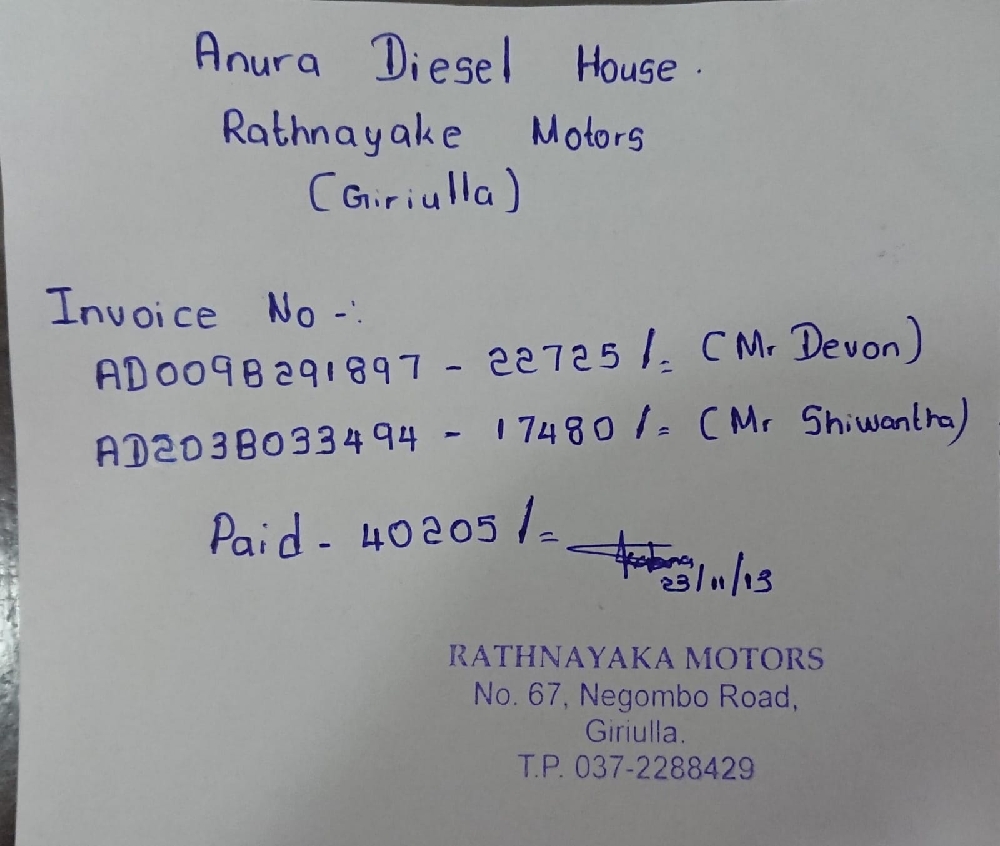 Anura Diesel House.
Rathnayake Motors
(Giriulla)
Invoice No -:
AD009B291897 - 22725/= (Mr Devon)
AD203B033494 - 17480/= (Mr Shiwantha)
Paid - 40205/=
23/11/13
RATHNAYAKA MOTORS
No. 67, Negombo Road,
Giriulla.
T.P. 037-2288429